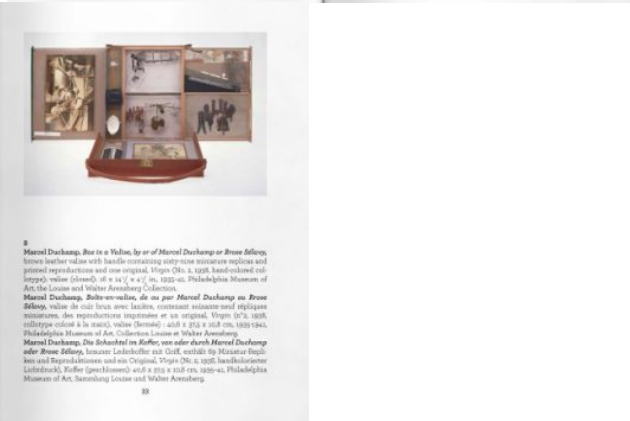 8
Marcel Duchamp, Box in a Valise, by or of Marcel Duchamp or Rrose Sélavy,
brown leather valise with handle containing sixty-nine miniature replicas and
printed reproductions and one original, Virgin (No. 2, 1938, hand-colored col-
lotype); valise (closed): 16 x 14 3/4 x 4 1/4 in., 1935-41, Philadelphia Museum of
Art, the Louise and Walter Arensberg Collection.
Marcel Duchamp, Boîte-en-valise, de ou par Marcel Duchamp ou Rrose
Sélavy, valise de cuir brun avec lanière, contenant soixante-neuf répliques
miniatures, des reproductions imprimées et un original, Virgin (n°2, 1938,
collotype coloré à la main), valise (fermée) : 40,6 x 37,5 x 10,8 cm, 1935-1941,
Philadelphia Museum of Art, Collection Louise et Walter Arensberg.
Marcel Duchamp, Die Schachtel im Koffer, von oder durch Marcel Duchamp
oder Rrose Sélavy, brauner Lederkoffer mit Griff, enthält 69 Miniatur-Repli-
ken und Reproduktionen und ein Original, Virgin (Nr. 2, 1938, handkolorierter
Lichtdruck), Koffer (geschlossen): 40,6 x 37,5 x 10,8 cm, 1935-41, Philadelphia
Museum of Art, Sammlung Louise und Walter Arensberg.